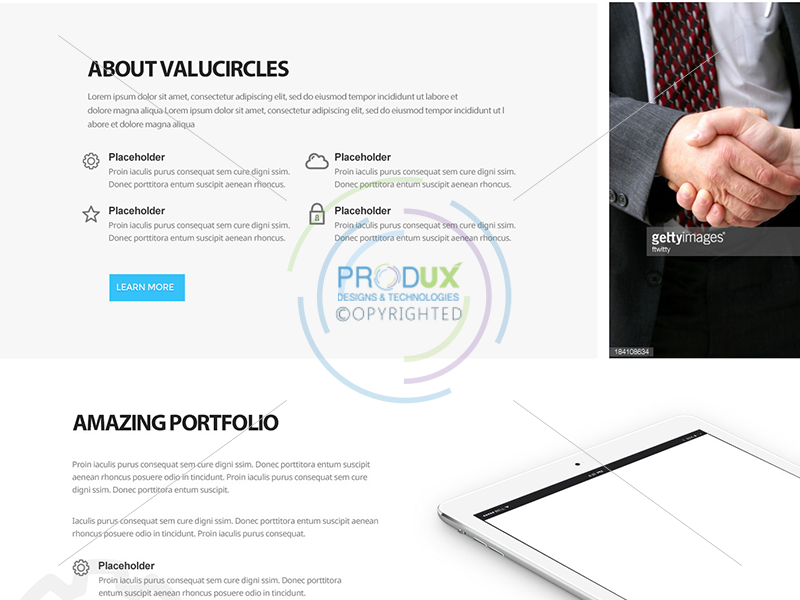 ABOUT VALUCIRCLES
Lorem ipsum dolor sit amet, consectetur adipiscing elit, sed do eiusmod tempor incididunt ut labore et
dolore magna aliqua Lorem ipsum dolor sit amet, consectetur adipiscing elit, sed do eiusmod tempor incididunt ut l
abore et dolore magna aliqua
Placeholder
Proin iaculis purus consequat sem cure digni ssim.
Donec porttitora entum suscipit aenean rhoncus.
Placeholder
Proin iaculis purus consequat sem cure digni ssim.
Donec porttitora entum suscipit aenean rhoncus.
Placeholder
Proin iaculis purus consequat sem cure digni ssim.
Donec porttitora entum suscipit aenean rhoncus.
Placeholder
Proin iaculis purus consequat sem cure digni ssim.
Donec porttitora entum suscipit aenean rhoncus.
LEARN MORE
PRODUX
DESIGNS & TECHNOLOGIES
©OPYRIGHTED
gettyimages®
ftwitty
184108634
AMAZING PORTFOLIO
Proin iaculis purus consequat sem cure digni ssim. Donec porttitora entum suscipit
aenean rhoncus posuere odio in tincidunt. Proin iaculis purus consequat sem cure
digni ssim. Donec porttitora entum suscipit.
Iaculis purus consequat sem cure digni ssim. Donec porttitora entum suscipit aenean
rhoncus posuere odio in tincidunt. Proin iaculis purus consequat.
Placeholder
Proin iaculis purus consequat sem cure digni ssim. Donec porttitora entum
suscipit aenean rhoncus posuere odio in tincidunt.